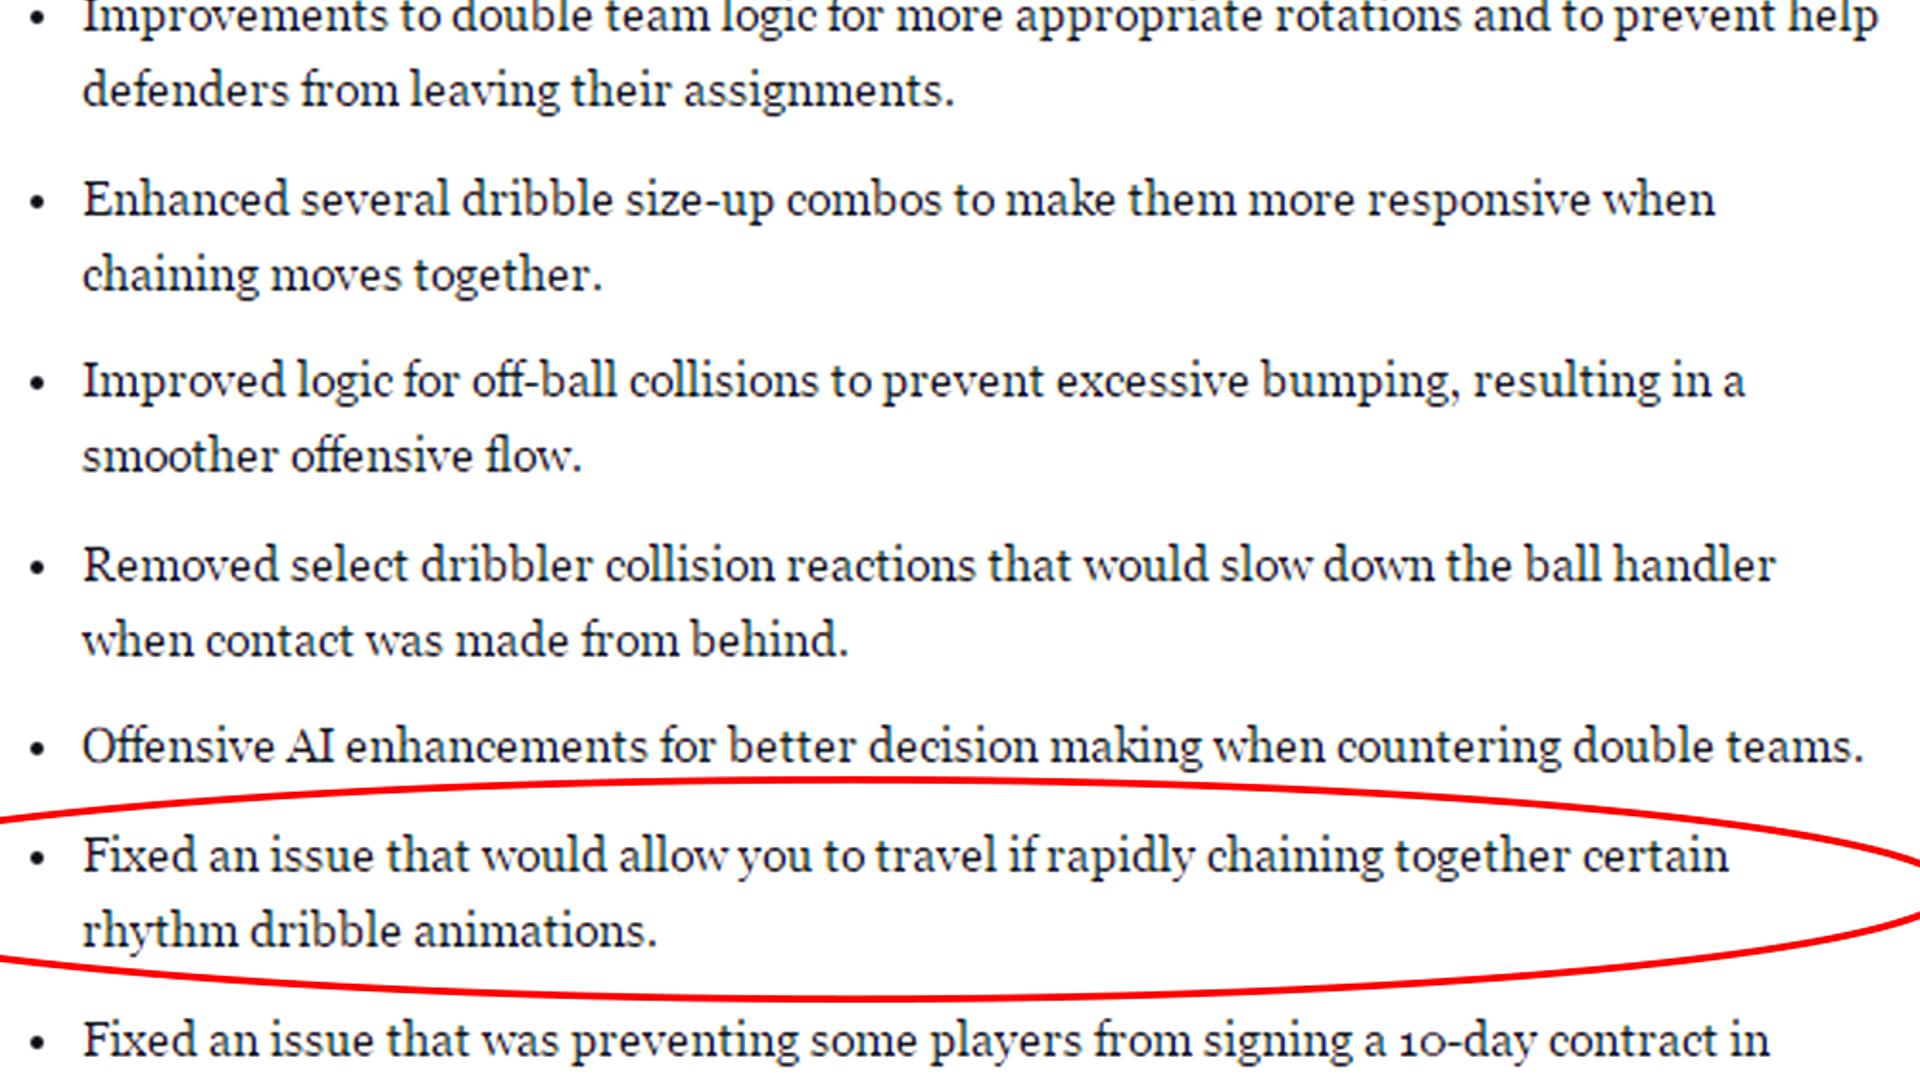 • Improvements to double team logic for more appropriate rotations and to prevent help
defenders from leaving their assignments.
• Enhanced several dribble size-up combos to make them more responsive when
chaining moves together.
• Improved logic for off-ball collisions to prevent excessive bumping, resulting in a
smoother offensive flow.
• Removed select dribbler collision reactions that would slow down the ball handler
when contact was made from behind.
• Offensive AI enhancements for better decision making when countering double teams.
• Fixed an issue that would allow you to travel if rapidly chaining together certain
rhythm dribble animations.
• Fixed an issue that was preventing some players from signing a 10-day contract in